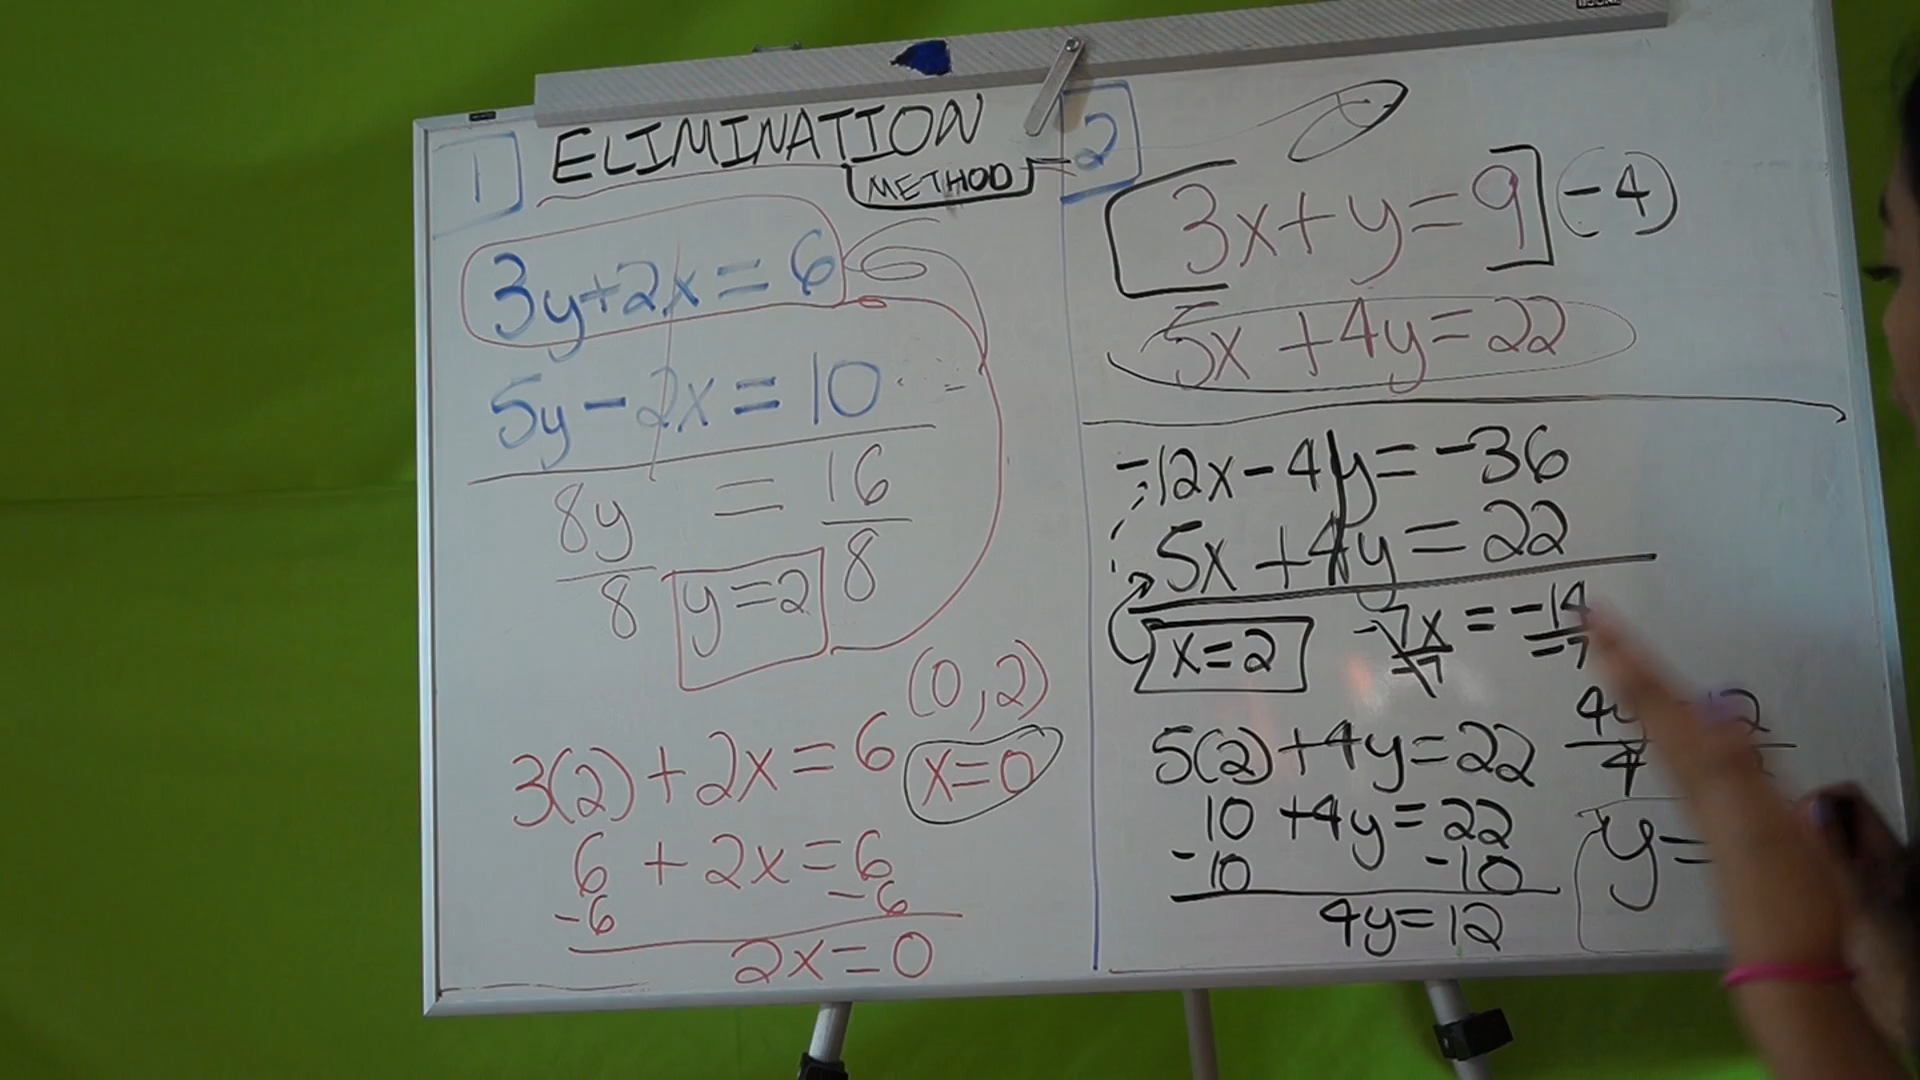 1 ELIMINATION
METHOD
3y+2x=6
5y-2x=10
8y = 16
8 8
y=2
(0,2)
3(2)+2x=6
x=0
6+2x=6
-6 -6
2x=0
2
3x+y=9 (-4)
5x+4y=22
-12x-4y=-36
5x+4y=22
x=2 -7x=-14
-7 -7
5(2)+4y=22
4y
4
10+4y=22
y=
-10 -10
4y=12